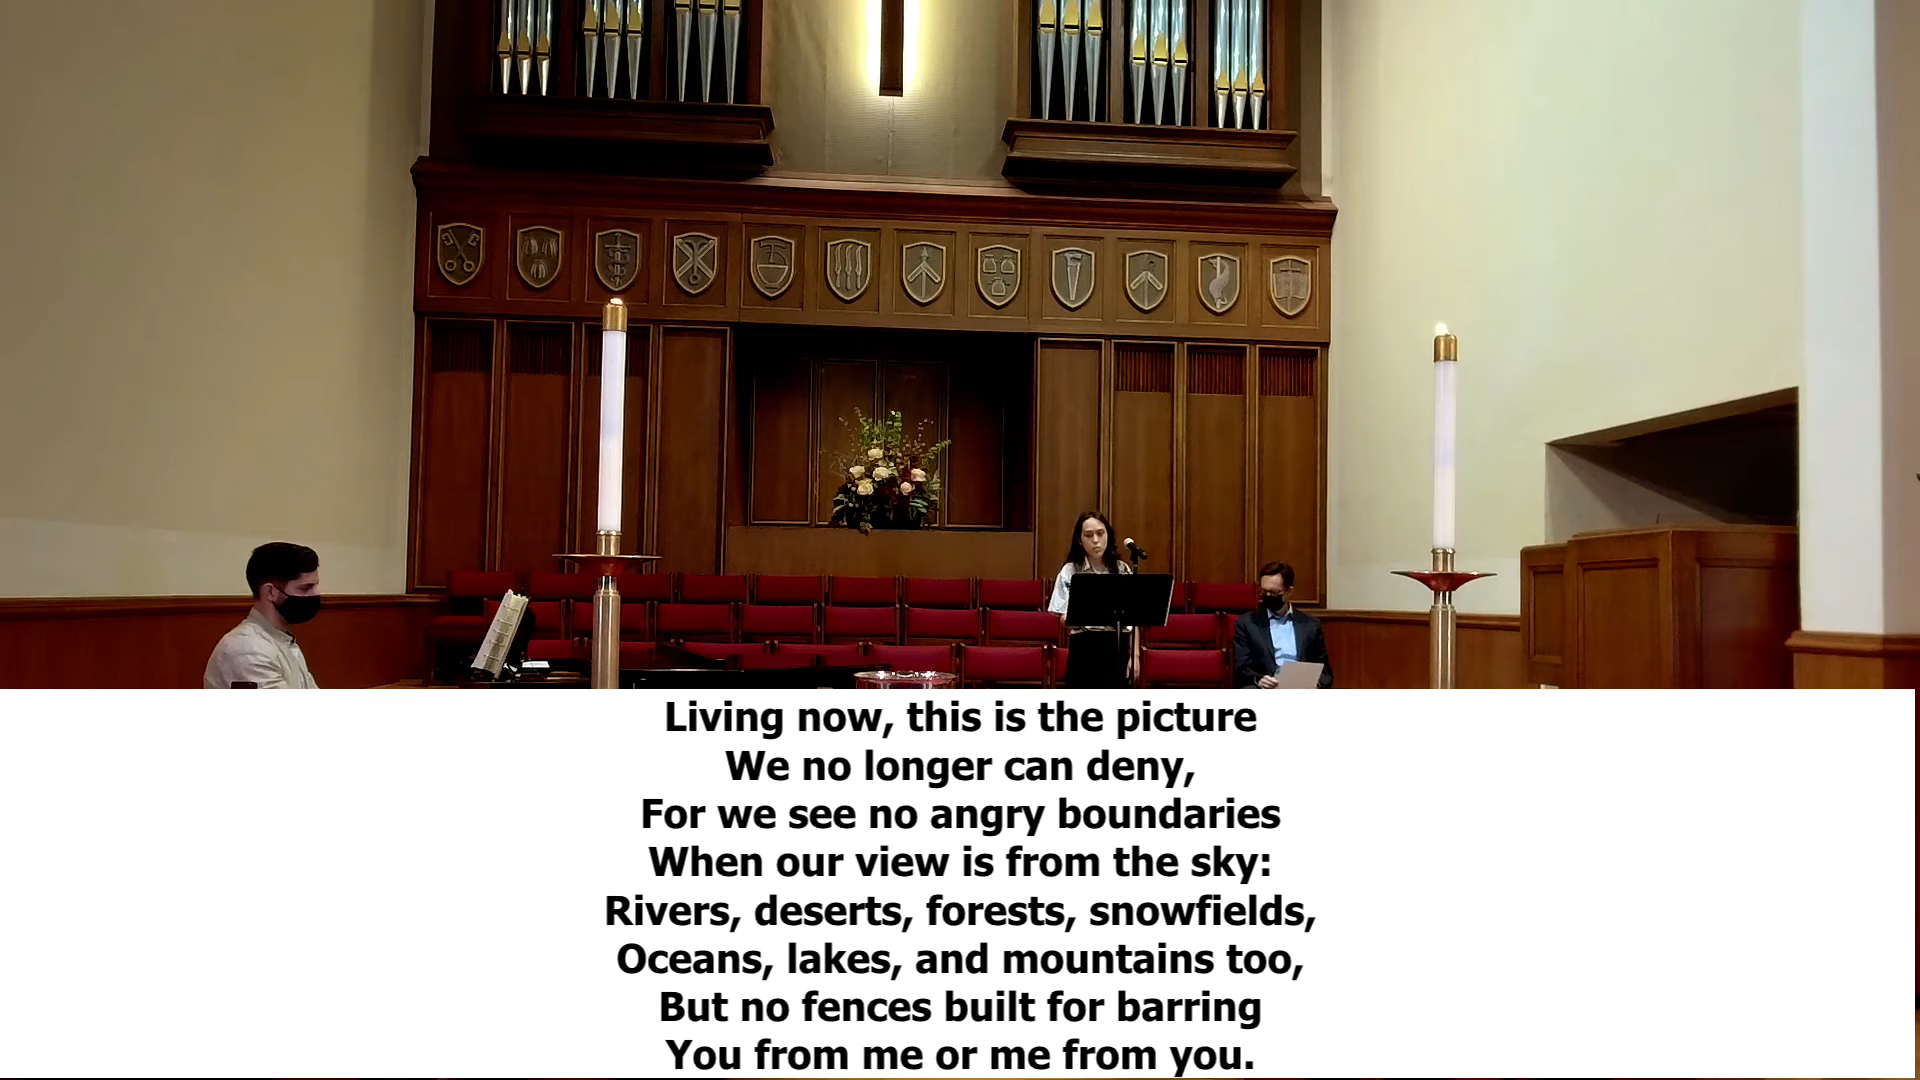 Living now, this is the picture
We no longer can deny,
For we see no angry boundaries
When our view is from the sky:
Rivers, deserts, forests, snowfields,
Oceans, lakes, and mountains too,
But no fences built for barring
You from me or me from you.